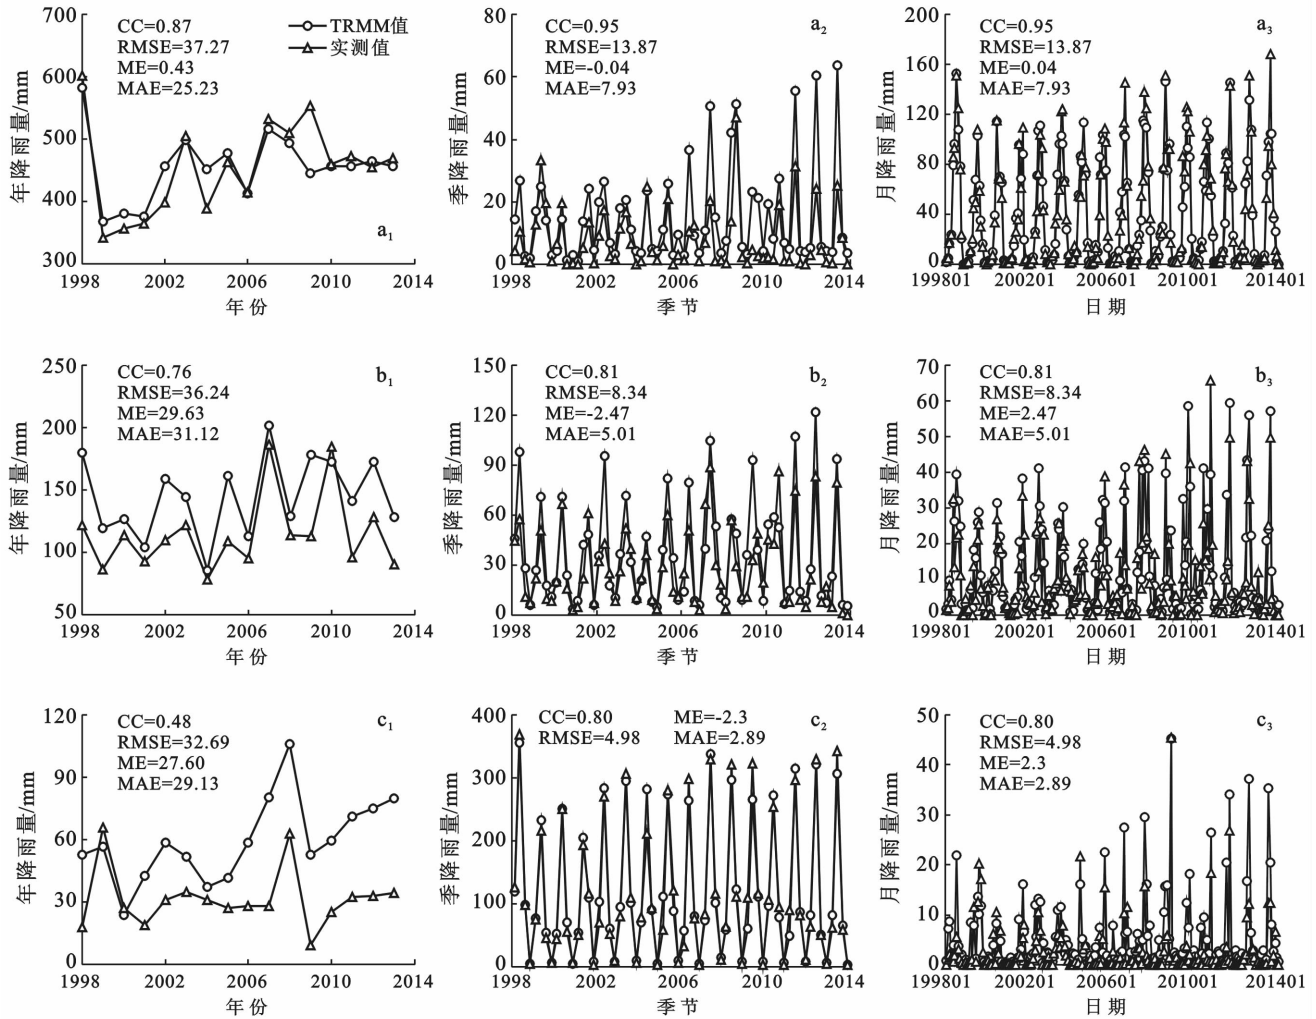 700
600
500
400
300
年降雨量/mm
CC=0.87
RMSE=37.27
ME=0.43
MAE=25.23
TRMM值
实测值
a1
1998 2002 2006 2010 2014
年份
80
60
40
20
0
季降雨量/mm
CC=0.95
RMSE=13.87
ME=-0.04
MAE=7.93
a2
1998 2002 2006 2010 2014
季节
200
160
120
80
40
0
月降雨量/mm
CC=0.95
RMSE=13.87
ME=0.04
MAE=7.93
a3
199801 200201 200601 201001 201401
日期
250
200
150
100
50
年降雨量/mm
CC=0.76
RMSE=36.24
ME=29.63
MAE=31.12
b1
1998 2002 2006 2010 2014
年份
150
120
90
60
30
0
季降雨量/mm
CC=0.81
RMSE=8.34
ME=-2.47
MAE=5.01
b2
1998 2002 2006 2010 2014
季节
70
60
50
40
30
20
10
0
月降雨量/mm
CC=0.81
RMSE=8.34
ME=2.47
MAE=5.01
b3
199801 200201 200601 201001 201401
日期
120
90
60
30
0
年降雨量/mm
CC=0.48
RMSE=32.69
ME=27.60
MAE=29.13
c1
1998 2002 2006 2010 2014
年份
400
300
200
100
0
季降雨量/mm
CC=0.80 ME=-2.3
RMSE=4.98 MAE=2.89
c2
1998 2002 2006 2010 2014
季节
50
40
30
20
10
0
月降雨量/mm
CC=0.80
RMSE=4.98
ME=2.3
MAE=2.89
c3
199801 200201 200601 201001 201401
日期